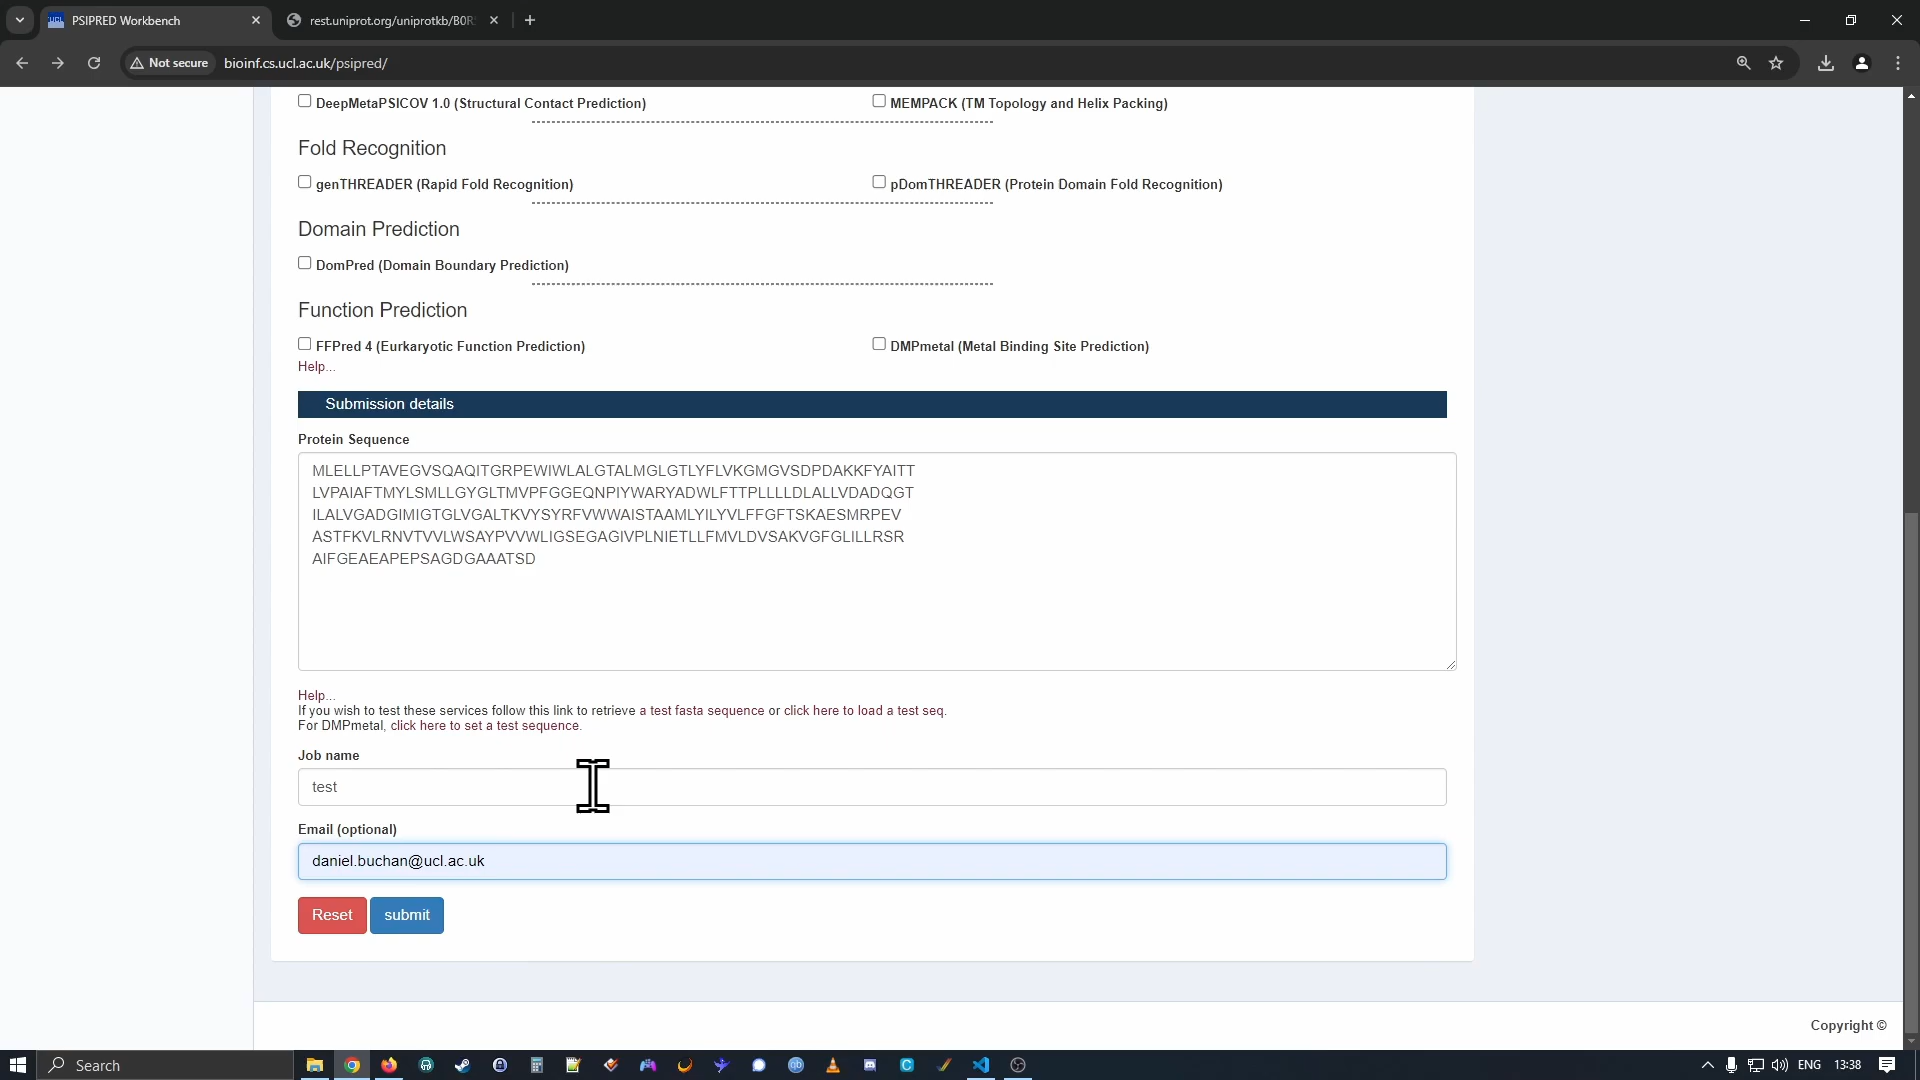 PSIPRED Workbench
rest.uniprot.org/uniprotkb/B0R
Not secure
bioinf.cs.ucl.ac.uk/psipred/
DeepMetaPSICOV 1.0 (Structural Contact Prediction)
MEMPACK (TM Topology and Helix Packing)
Fold Recognition
genTHREADER (Rapid Fold Recognition)
pDomTHREADER (Protein Domain Fold Recognition)
Domain Prediction
DomPred (Domain Boundary Prediction)
Function Prediction
FFPred 4 (Eurkaryotic Function Prediction)
DMPmetal (Metal Binding Site Prediction)
Help...
Submission details
Protein Sequence
MLELLPTAVEGVSQAQITGRPEWIWLALGTALMGLGTLYFLVKGMGVSDPDAKKFYAITT
LVPAIAFTMYLSMLLGYGLTMVPFGGEQNPIYWARYADWLFTTPLLLLDLALLVDADQGT
ILALVGADGIMIGTGLVGALTKVYSYRFVWWAISTAAMLYILYVLFFGFTSKAESMRPEV
ASTFKVLRNVTVVLWSAYPVVWLIGSEGAGIVPLNIETLLFMVLDVSAKVGFGLILLRSR
AIFGEAEAPEPSAGDGAAATSD
Help...
If you wish to test these services follow this link to retrieve a test fasta sequence or click here to load a test seq.
For DMPmetal, click here to set a test sequence.
Job name
test
Email (optional)
daniel.buchan@ucl.ac.uk
Reset
submit
Copyright ©
Search
ENG
13:38